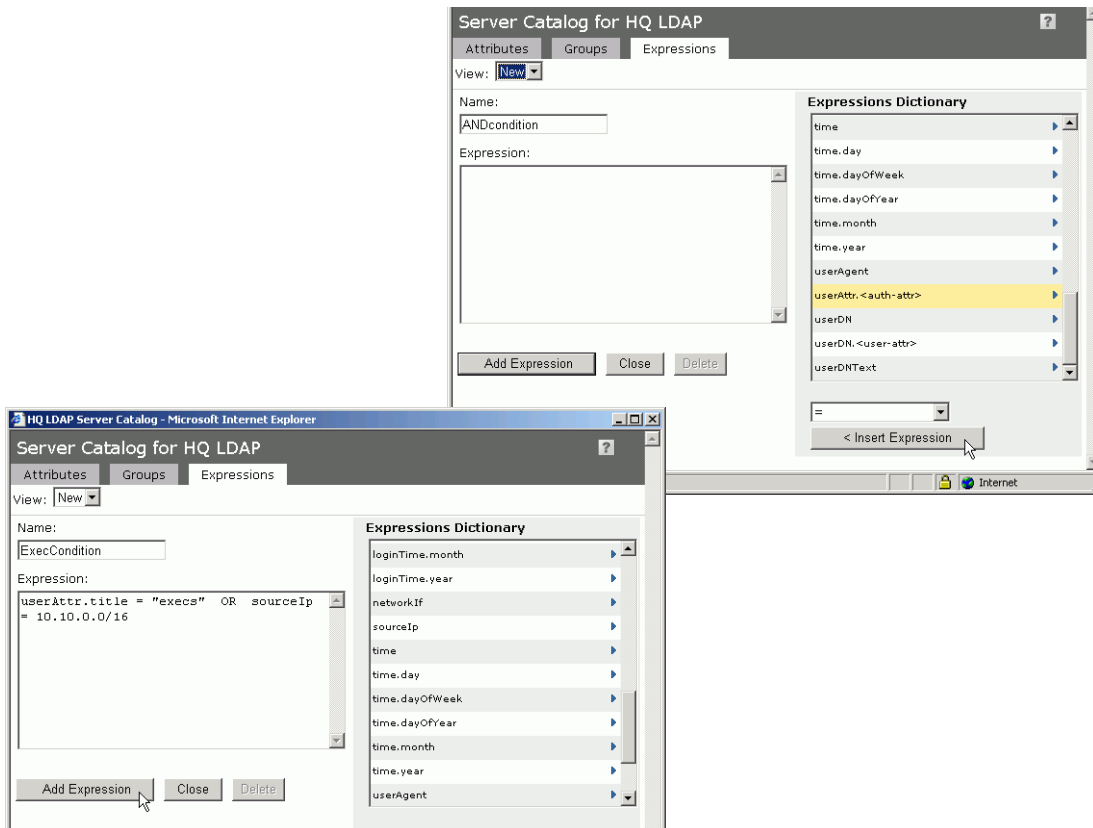 Server Catalog for HQ LDAP ?
Attributes Groups Expressions
View: New
Name:
ANDcondition
Expression:
Add Expression Close Delete
Expressions Dictionary
time
time.day
time.dayOfWeek
time.dayOfYear
time.month
time.year
userAgent
userAttr.<auth-attr>
userDN
userDN.<user-attr>
userDNText
=
< Insert Expression
Internet
HQ LDAP Server Catalog - Microsoft Internet Explorer
Server Catalog for HQ LDAP ?
Attributes Groups Expressions
View: New
Name:
ExecCondition
Expression:
userAttr.title = "execs" OR sourceIp
= 10.10.0.0/16
Add Expression Close Delete
Expressions Dictionary
loginTime.month
loginTime.year
networkIf
sourceIp
time
time.day
time.dayOfWeek
time.dayOfYear
time.month
time.year
userAgent